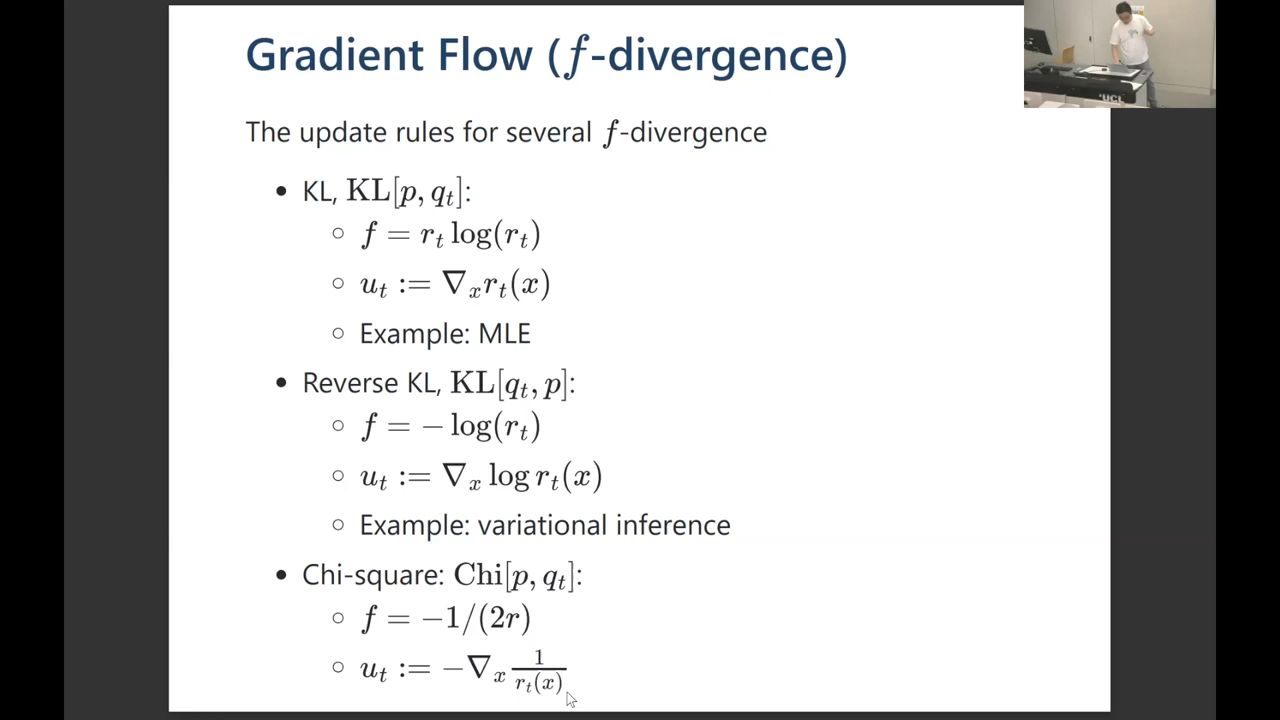 Gradient Flow (f-divergence)
The update rules for several f-divergence
• KL, KL[p, q_t]:
○ f = r_t log(r_t)
○ u_t := ∇_x r_t(x)
○ Example: MLE
• Reverse KL, KL[q_t, p]:
○ f = − log(r_t)
○ u_t := ∇_x log r_t(x)
○ Example: variational inference
• Chi-square: Chi[p, q_t]:
○ f = −1/(2r)
○ u_t := −∇_x 1/r_t(x)
UCL